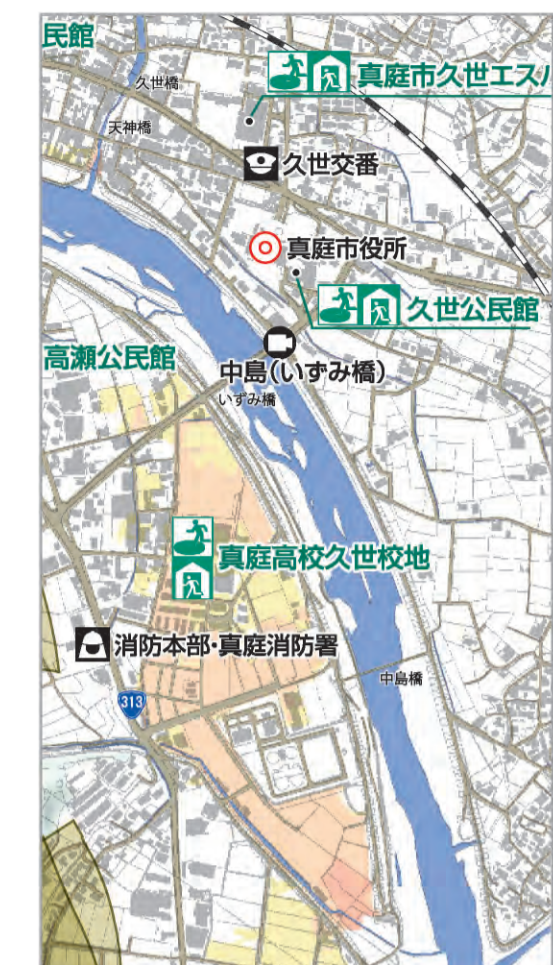 民館
真庭市久世エスパ
久世橋
天神橋
久世交番
真庭市役所
久世公民館
高瀬公民館
中島(いずみ橋)
いずみ橋
真庭高校久世校地
消防本部・真庭消防署
中島橋
313